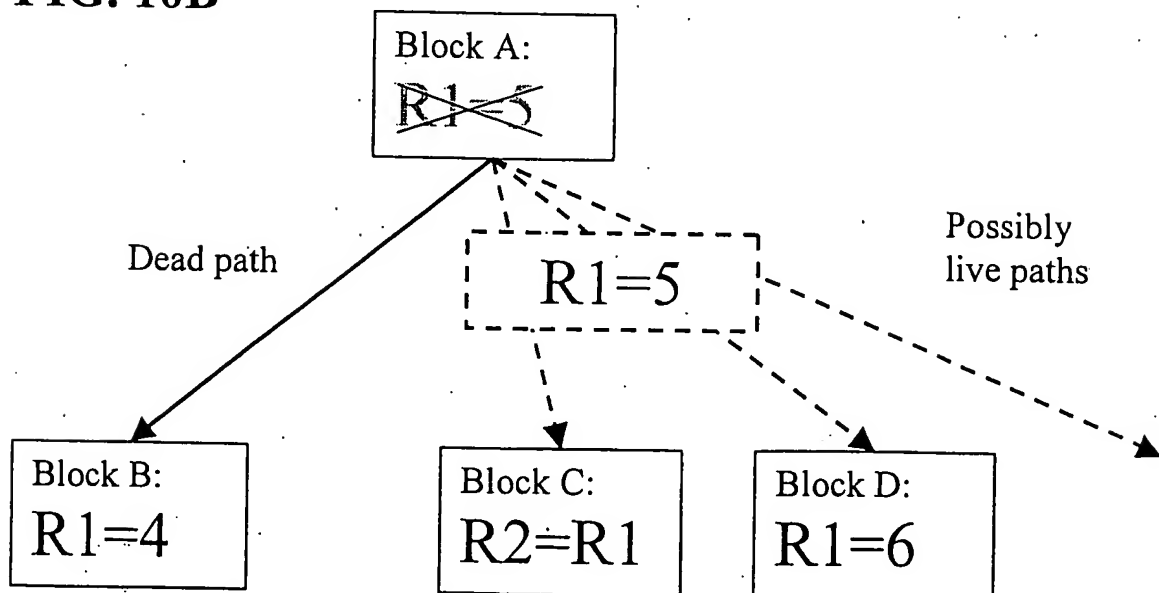 FIG. 10B
Block A:
R1=5
Dead path
R1=5
Possibly
live paths
Block B:
R1=4
Block C:
R2=R1
Block D:
R1=6